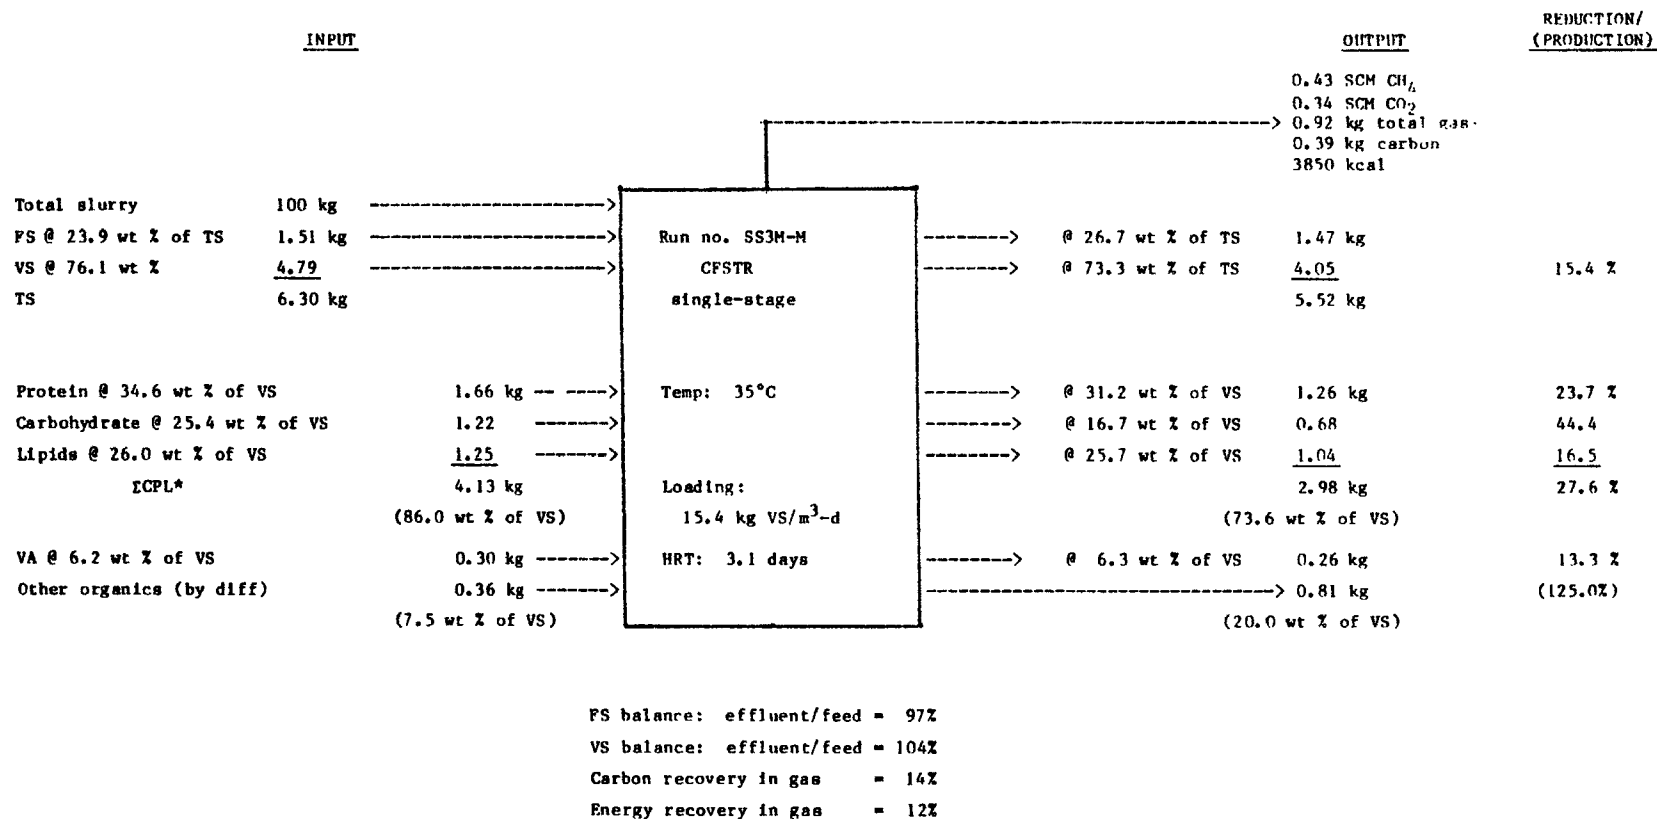 INPUT OUTPUT REDUCTION/
(PRODUCTION)
0.43 SCM CH4
0.34 SCM CO2
0.92 kg total gas
0.39 kg carbon
3850 kcal
Total slurry 100 kg
FS @ 23.9 wt % of TS 1.51 kg Run no. SS3M-M @ 26.7 wt % of TS 1.47 kg
VS @ 76.1 wt % 4.79 CFSTR @ 73.3 wt % of TS 4.05 15.4 %
TS 6.30 kg single-stage 5.52 kg
Protein @ 34.6 wt % of VS 1.66 kg Temp: 35°C @ 31.2 wt % of VS 1.26 kg 23.7 %
Carbohydrate @ 25.4 wt % of VS 1.22 @ 16.7 wt % of VS 0.68 44.4
Lipids @ 26.0 wt % of VS 1.25 @ 25.7 wt % of VS 1.04 16.5
ΣCPL* 4.13 kg Loading: 2.98 kg 27.6 %
(86.0 wt % of VS) 15.4 kg VS/m3-d (73.6 wt % of VS)
VA @ 6.2 wt % of VS 0.30 kg HRT: 3.1 days @ 6.3 wt % of VS 0.26 kg 13.3 %
Other organics (by diff) 0.36 kg 0.81 kg (125.0%)
(7.5 wt % of VS) (20.0 wt % of VS)
FS balance: effluent/feed = 97%
VS balance: effluent/feed = 104%
Carbon recovery in gas = 14%
Energy recovery in gas = 12%